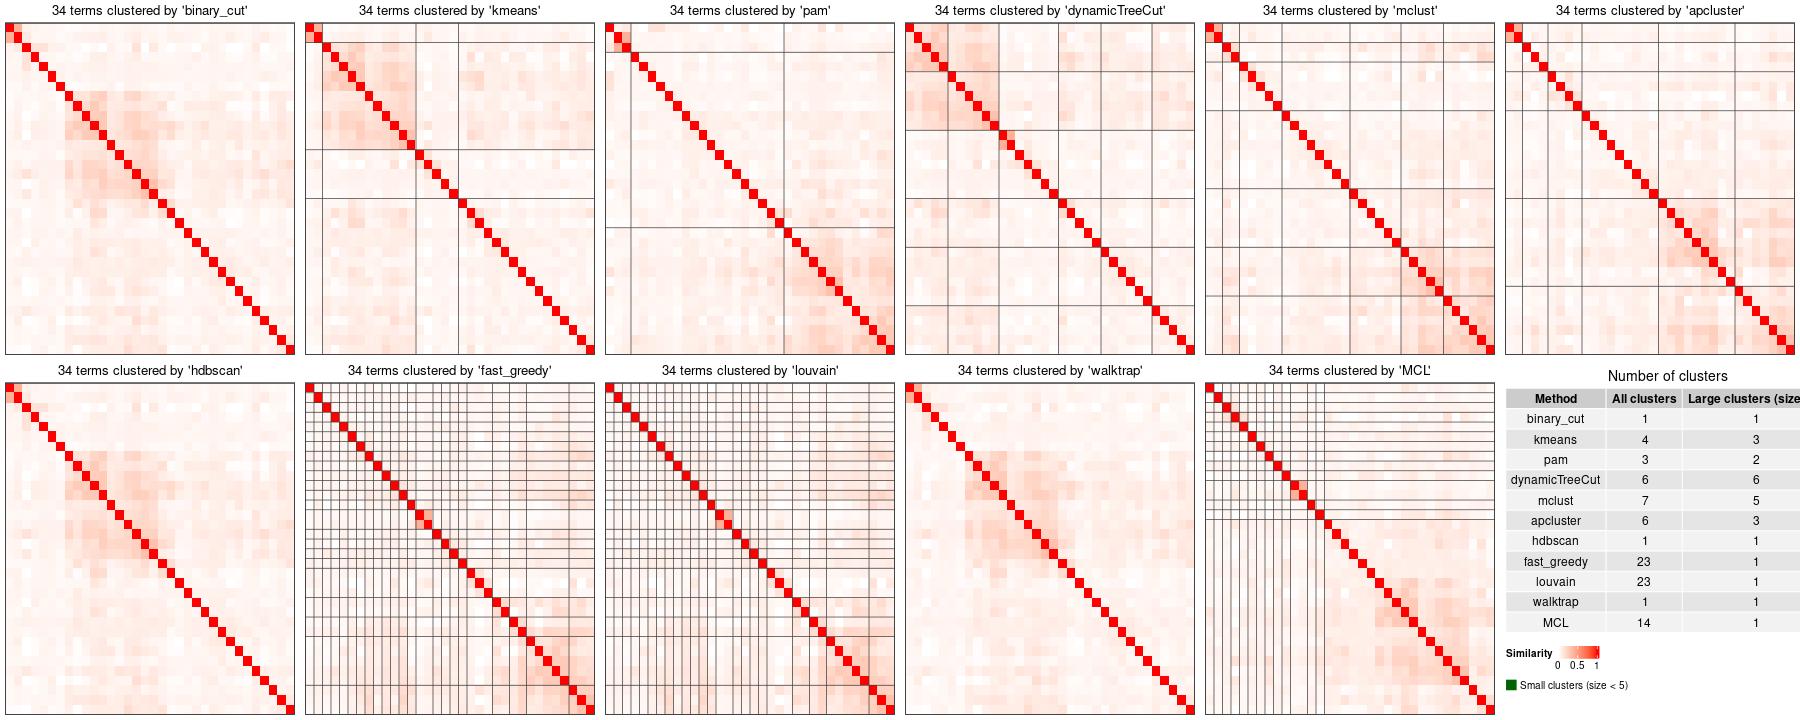 34 terms clustered by 'binary_cut'
34 terms clustered by 'kmeans'
34 terms clustered by 'pam'
34 terms clustered by 'dynamicTreeCut'
34 terms clustered by 'mclust'
34 terms clustered by 'apcluster'
34 terms clustered by 'hdbscan'
34 terms clustered by 'fast_greedy'
34 terms clustered by 'louvain'
34 terms clustered by 'walktrap'
34 terms clustered by 'MCL'
Number of clusters
Method All clusters Large clusters (size
binary_cut 1 1
kmeans 4 3
pam 3 2
dynamicTreeCut 6 6
mclust 7 5
apcluster 6 3
hdbscan 1 1
fast_greedy 23 1
louvain 23 1
walktrap 1 1
MCL 14 1
Similarity
0 0.5 1
Small clusters (size < 5)